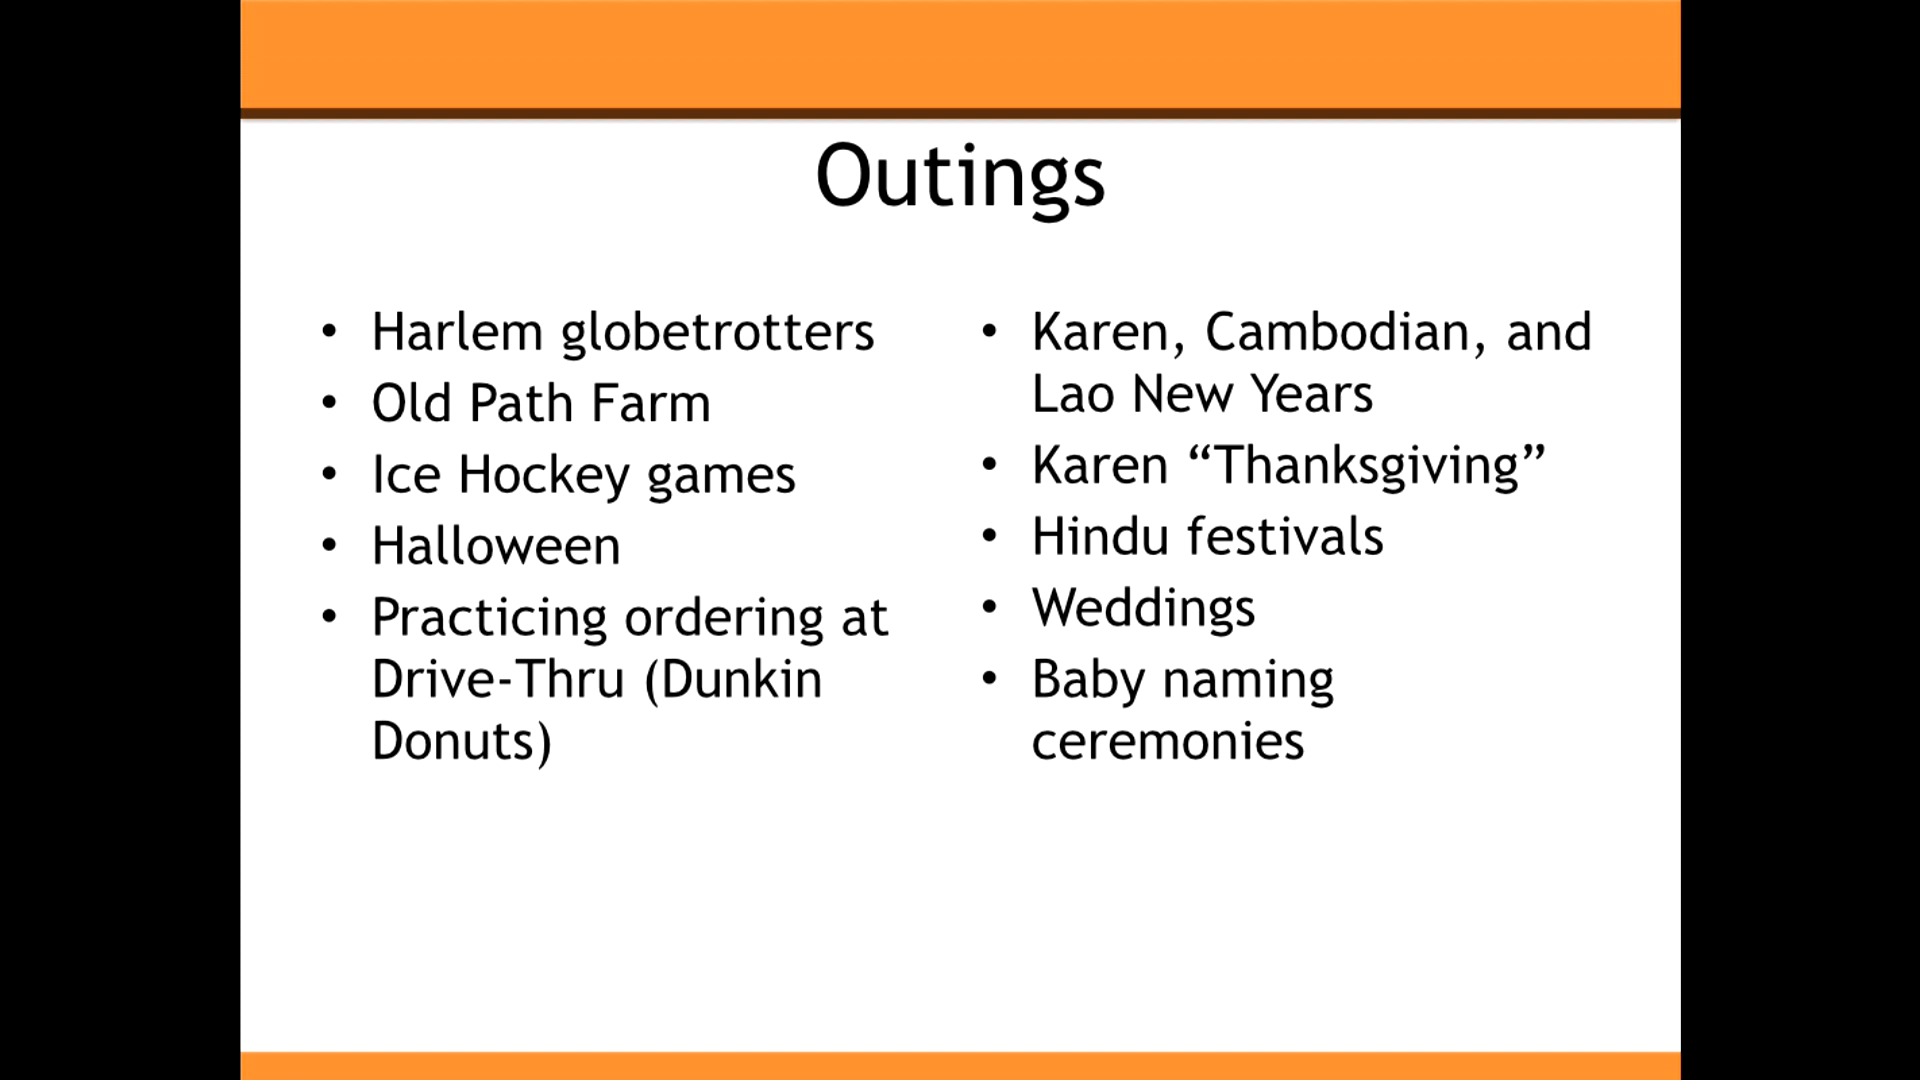 Outings
• Harlem globetrotters
• Old Path Farm
• Ice Hockey games
• Halloween
• Practicing ordering at
Drive-Thru (Dunkin
Donuts)
• Karen, Cambodian, and
Lao New Years
• Karen “Thanksgiving”
• Hindu festivals
• Weddings
• Baby naming
ceremonies